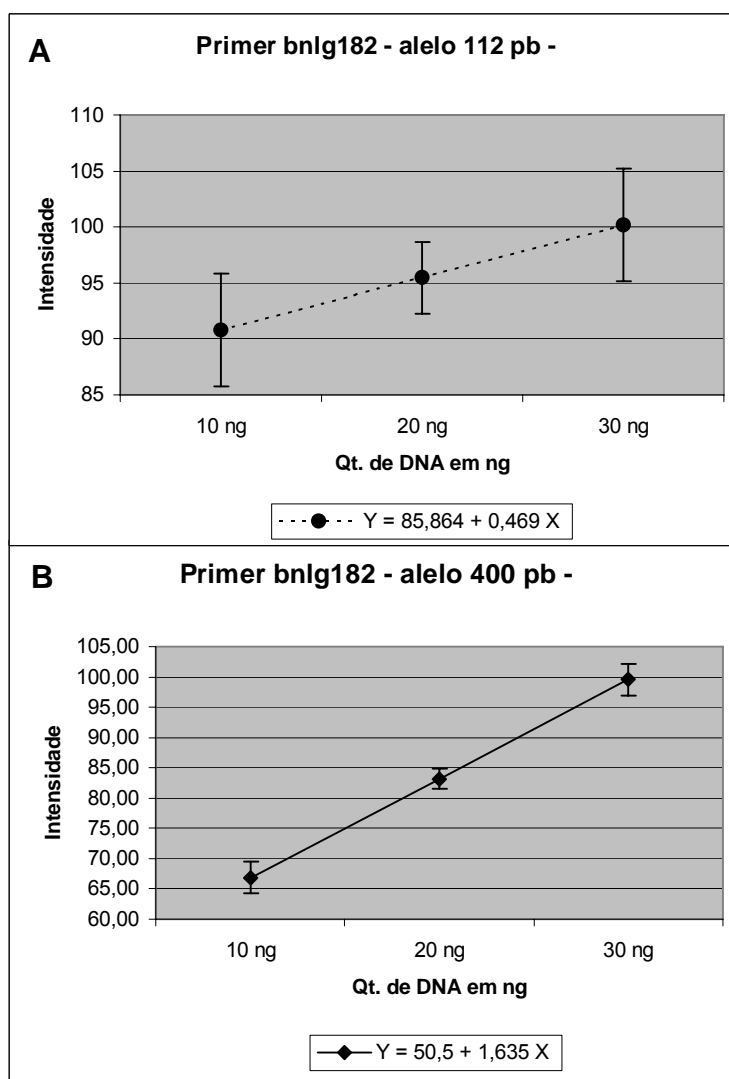 A
Primer bnlg182 - alelo 112 pb -
110
105
100
95
90
85
Intensidade
10 ng 20 ng 30 ng
Qt. de DNA em ng
Y = 85,864 + 0,469 X
B
Primer bnlg182 - alelo 400 pb -
105,00
100,00
95,00
90,00
85,00
80,00
75,00
70,00
65,00
60,00
Intensidade
10 ng 20 ng 30 ng
Qt. de DNA em ng
Y = 50,5 + 1,635 X